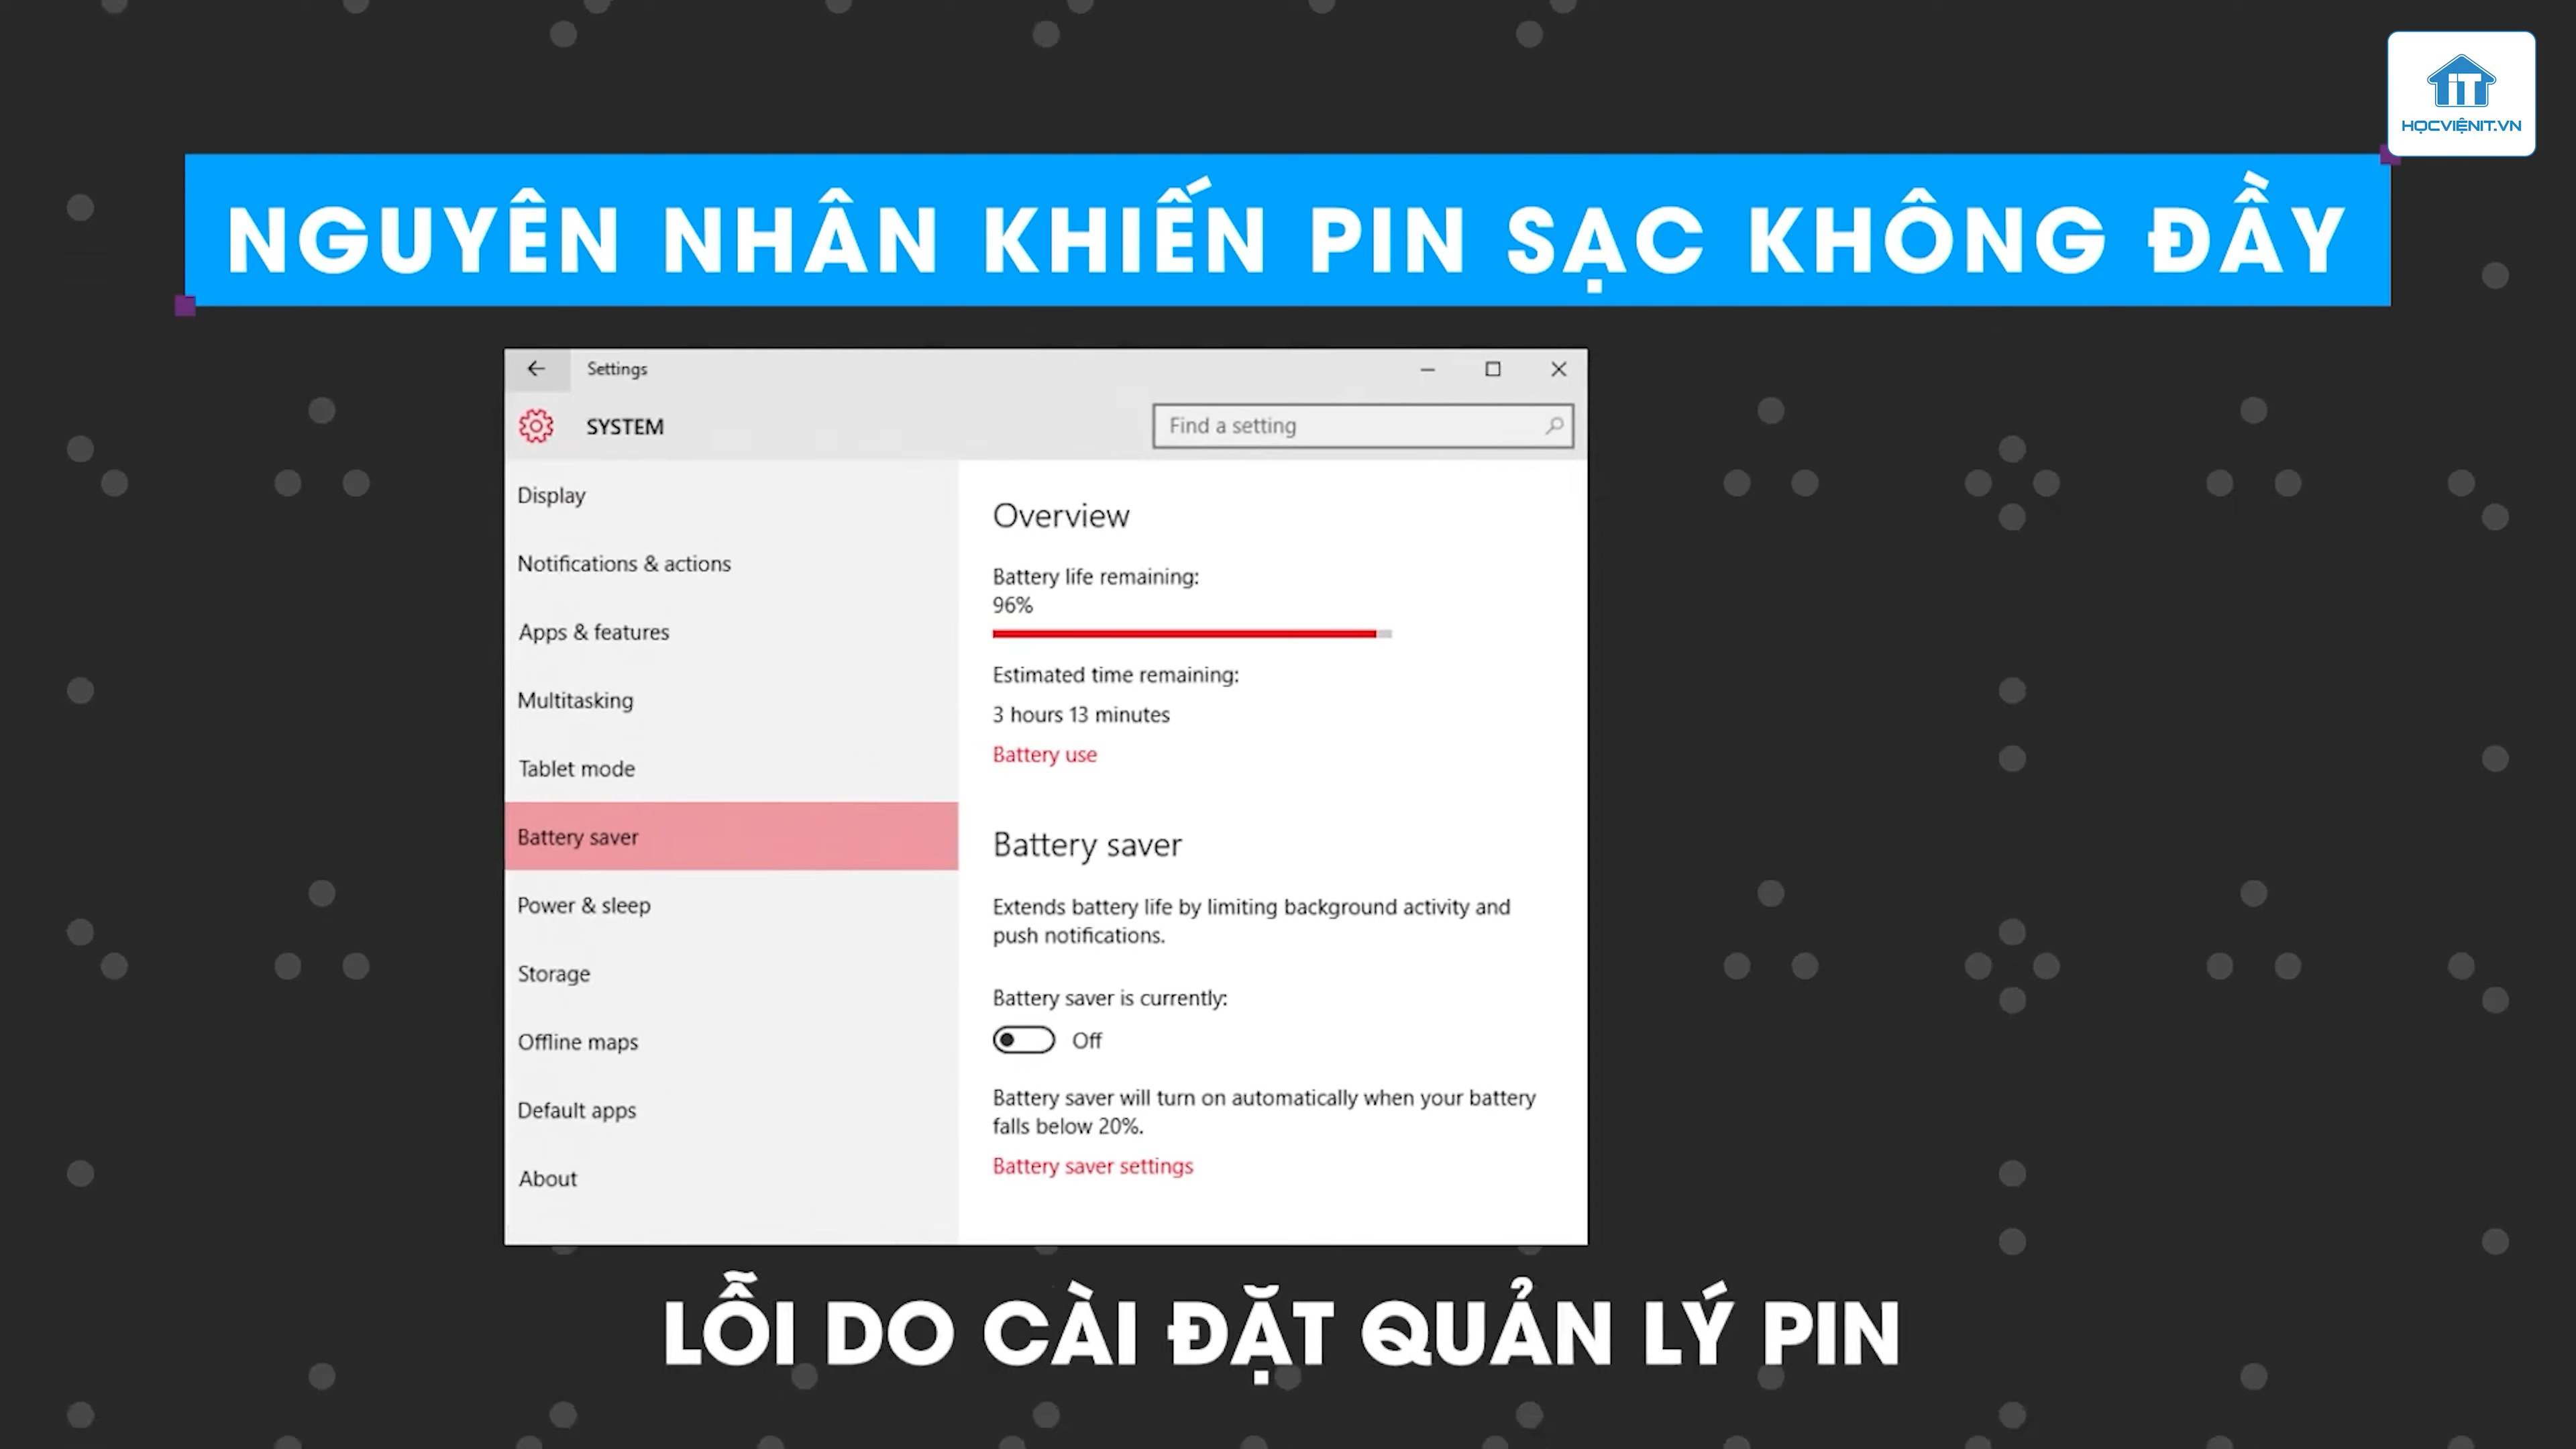 iT
HỌCVIỆNIT.VN
NGUYÊN NHÂN KHIẾN PIN SẠC KHÔNG ĐẦY
Settings
SYSTEM
Find a setting
Display
Notifications & actions
Apps & features
Multitasking
Tablet mode
Battery saver
Power & sleep
Storage
Offline maps
Default apps
About
Overview
Battery life remaining:
96%
Estimated time remaining:
3 hours 13 minutes
Battery use
Battery saver
Extends battery life by limiting background activity and
push notifications.
Battery saver is currently:
Off
Battery saver will turn on automatically when your battery
falls below 20%.
Battery saver settings
LỖI DO CÀI ĐẶT QUẢN LÝ PIN